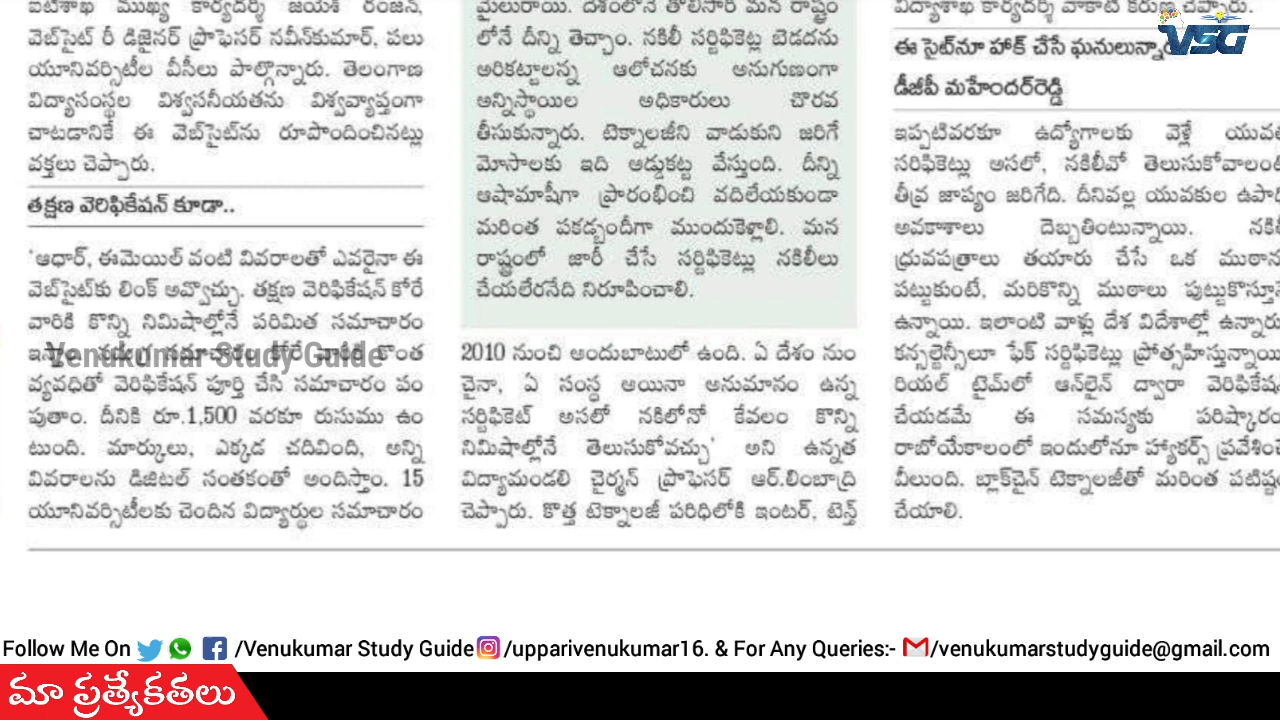 ఐటీశాఖ ముఖ్య కార్యదర్శి జయేశ్ రంజన్,
వెబ్‌సైట్ రీ డిజైనర్ ప్రొఫెసర్ నవీన్‌కుమార్, పలు
యూనివర్సిటీల వీసీలు పాల్గొన్నారు. తెలంగాణ
విద్యాసంస్థల విశ్వసనీయతను విశ్వవ్యాప్తంగా
చాటడానికే ఈ వెబ్‌సైట్‌ను రూపొందించినట్లు
వక్తలు చెప్పారు.
తక్షణ వెరిఫికేషన్ కూడా..
'ఆధార్, ఈమెయిల్ వంటి వివరాలతో ఎవరైనా ఈ
వెబ్‌సైట్‌కు లింక్ అవ్వొచ్చు. తక్షణ వెరిఫికేషన్ కోరే
వారికి కొన్ని నిమిషాల్లోనే పరిమిత సమాచారం
కోరే వారికి కొంత
Venukumar Study Guide
వ్యవధితో వెరిఫికేషన్ పూర్తి చేసి సమాచారం పం
పుతాం. దీనికి రూ.1,500 వరకూ రుసుము ఉం
టుంది. మార్కులు, ఎక్కడ చదివింది, అన్ని
వివరాలను డిజిటల్ సంతకంతో అందిస్తాం. 15
యూనివర్సిటీలకు చెందిన విద్యార్థుల సమాచారం
మైలురాయి. దేశంలోనే తొలిసారి మన రాష్ట్రం
లోనే దీన్ని తెచ్చాం. నకిలీ సర్టిఫికెట్ల బెడదను
అరికట్టాలన్న ఆలోచనకు అనుగుణంగా
అన్నిస్థాయిల అధికారులు చొరవ
తీసుకున్నారు. టెక్నాలజీని వాడుకుని జరిగే
మోసాలకు ఇది అడ్డుకట్ట వేస్తుంది. దీన్ని
ఆషామాషీగా ప్రారంభించి వదిలేయకుండా
మరింత పకడ్బందీగా ముందుకెళ్లాలి. మన
రాష్ట్రంలో జారీ చేసే సర్టిఫికెట్లు నకిలీలు
చేయలేరనేది నిరూపించాలి.
2010 నుంచి అందుబాటులో ఉంది. ఏ దేశం నుం
చైనా, ఏ సంస్థ అయినా అనుమానం ఉన్న
సర్టిఫికెట్ అసలో నకిలోనో కేవలం కొన్ని
నిమిషాల్లోనే తెలుసుకోవచ్చు' అని ఉన్నత
విద్యామండలి చైర్మన్ ప్రొఫెసర్ ఆర్.లింబాద్రి
చెప్పారు. కొత్త టెక్నాలజీ పరిధిలోకి ఇంటర్, టెన్త్
విద్యాశాఖ కార్యదర్శి వాకాటి కరుణ చెప్పారు.
ఈ సైట్‌నూ హాక్ చేసే ఘనులున్నా
డీజీపీ మహేందర్‌రెడ్డి
ఇప్పటివరకూ ఉద్యోగాలకు వెళ్లే యువ
సరిఫికెట్లు అసలో, నకిలీవో తెలుసుకోవాలం
తీవ్ర జాప్యం జరిగేది. దీనివల్ల యువకుల ఉపా
అవకాశాలు దెబ్బతింటున్నాయి. నకి
ధ్రువపత్రాలు తయారు చేసే ఒక ముఠా
పట్టుకుంటే, మరికొన్ని ముఠాలు పుట్టుకొస్తూ
ఉన్నాయి. ఇలాంటి వాళ్లు దేశ విదేశాల్లో ఉన్నారు
కన్సల్టెన్సీలూ ఫేక్ సర్టిఫికెట్లు ప్రోత్సహిస్తున్నాయి
రియల్ టైమ్‌లో ఆన్‌లైన్ ద్వారా వెరిఫికేష
చేయడమే ఈ సమస్యకు పరిష్కారం
రాబోయేకాలంలో ఇందులోనూ హ్యాకర్స్ ప్రవేశించ
వీలుంది. బ్లాక్‌చైన్ టెక్నాలజీతో మరింత పటిష్ట
చేయాలి.
VSG
Follow Me On /Venukumar Study Guide /upparivenukumar16. & For Any Queries:- /venukumarstudyguide@gmail.com
మా ప్రత్యేకతలు